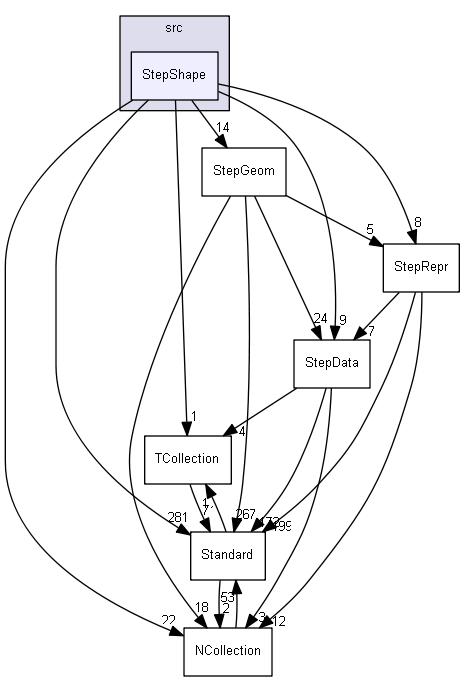 src
StepShape
14
StepGeom
5
8
StepRepr
24
9
7
StepData
1
4
TCollection
281
267
Standard
53
2
18
22
3
12
NCollection